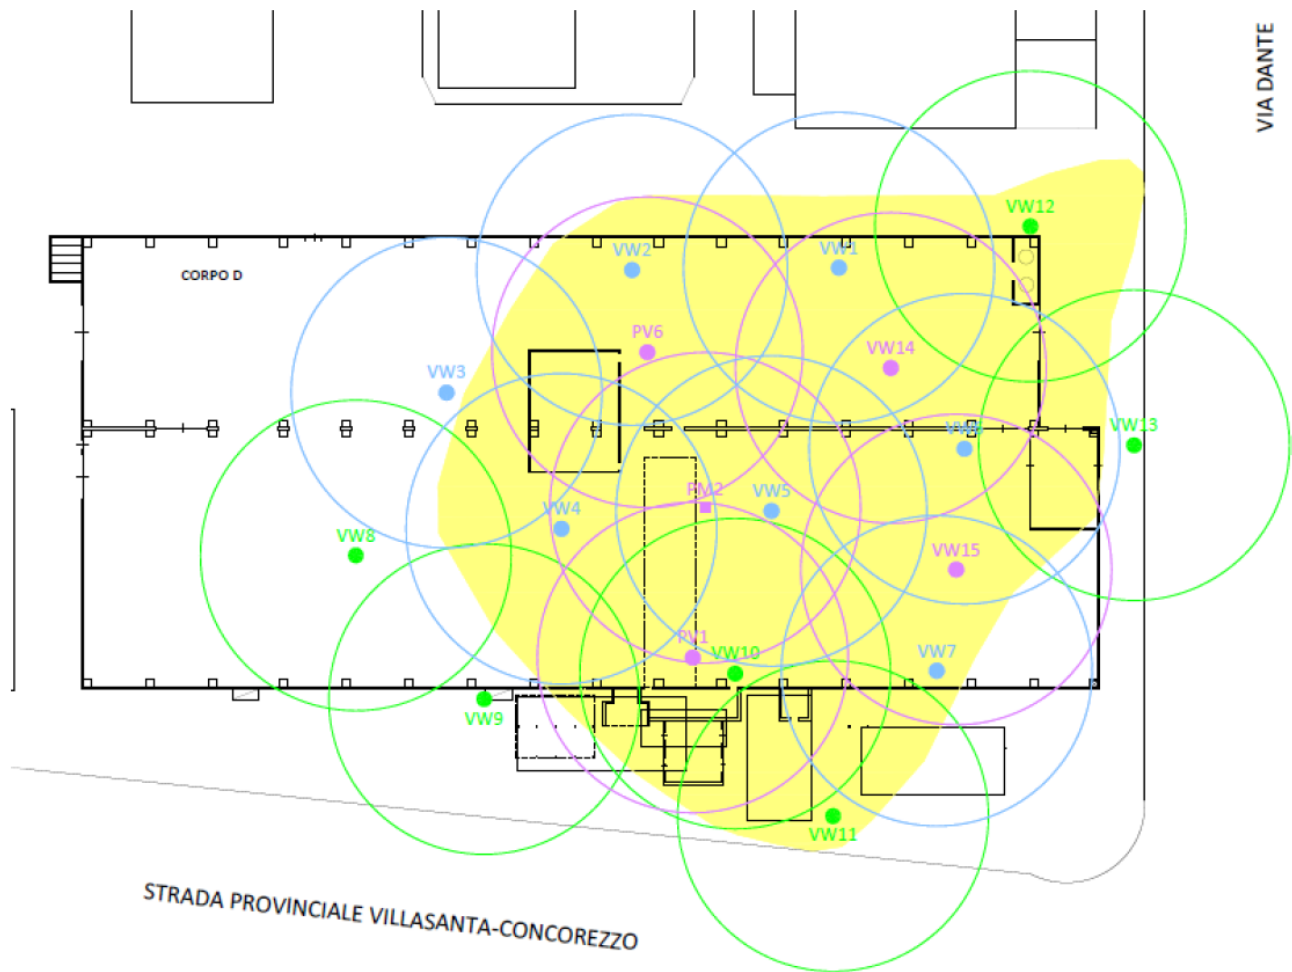 VIA DANTE
VW12
VW2
VW1
CORPO D
PV6
VW14
VW3
VW13
PM2
VW5
VW4
VW8
VW15
PV1
VW10
VW7
VW9
VW11
STRADA PROVINCIALE VILLASANTA-CONCOREZZO